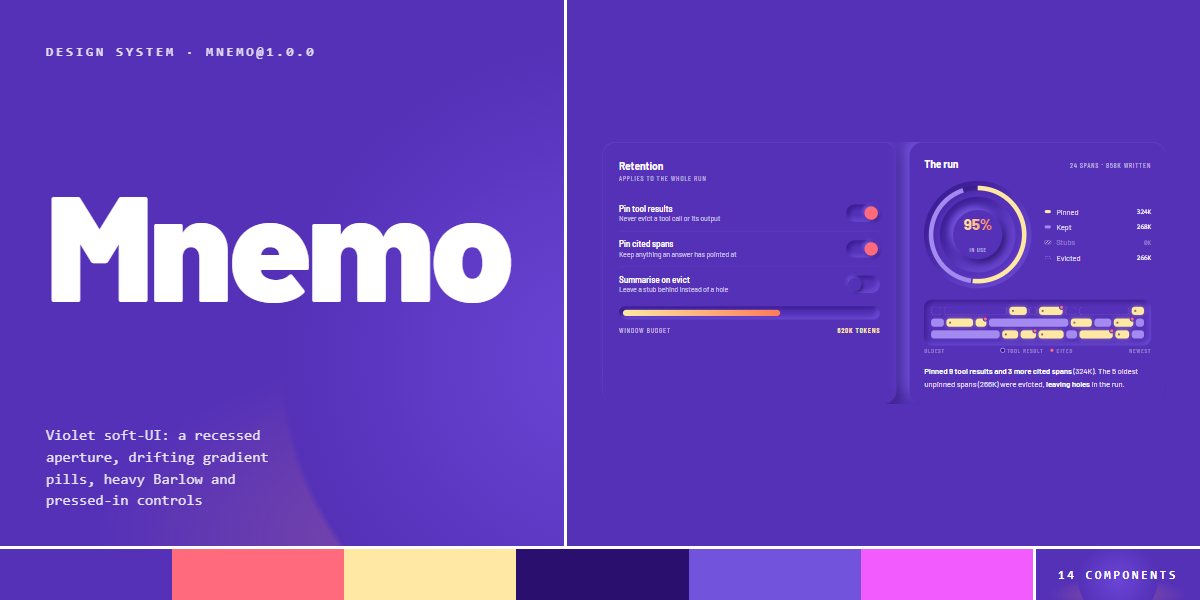 DESIGN SYSTEM · MNEMO@1.0.0
Mnemo
Violet soft-UI: a recessed
aperture, drifting gradient
pills, heavy Barlow and
pressed-in controls
Retention
APPLIES TO THE WHOLE RUN
Pin tool results
Never evict a tool call or its output
Pin cited spans
Keep anything an answer has pointed at
Summarise on evict
Leave a stub behind instead of a hole
WINDOW BUDGET 620K TOKENS
The run
24 SPANS · 858K WRITTEN
95%
IN USE
Pinned 324K
Kept 268K
Stubs 0K
Evicted 266K
OLDEST TOOL RESULT CITED NEWEST
Pinned 9 tool results and 3 more cited spans (324K). The 5 oldest
unpinned spans (266K) were evicted, leaving holes in the run.
14 COMPONENTS